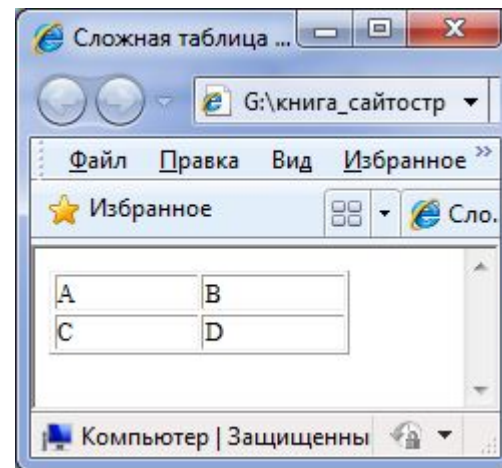 Сложная таблица ...
G:\книга_сайтостр
Файл Правка Вид Избранное »
Избранное Сло.
A B
C D
Компьютер | Защищенны